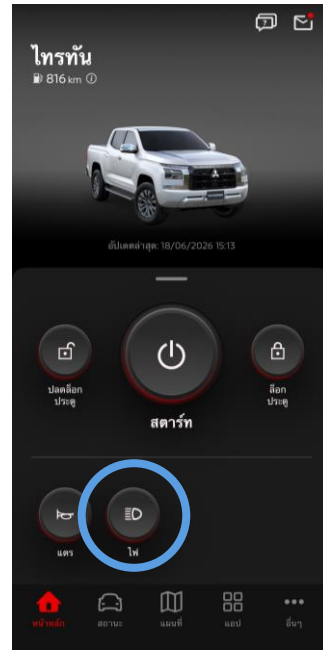 ไทรทัน
816 km
อัปเดตล่าสุด: 18/06/2026 15:13
ปลดล็อก
ประตู
สตาร์ท
ล็อก
ประตู
แตร
ไฟ
หน้าหลัก
สถานะ
แผนที่
แอป
อื่นๆ